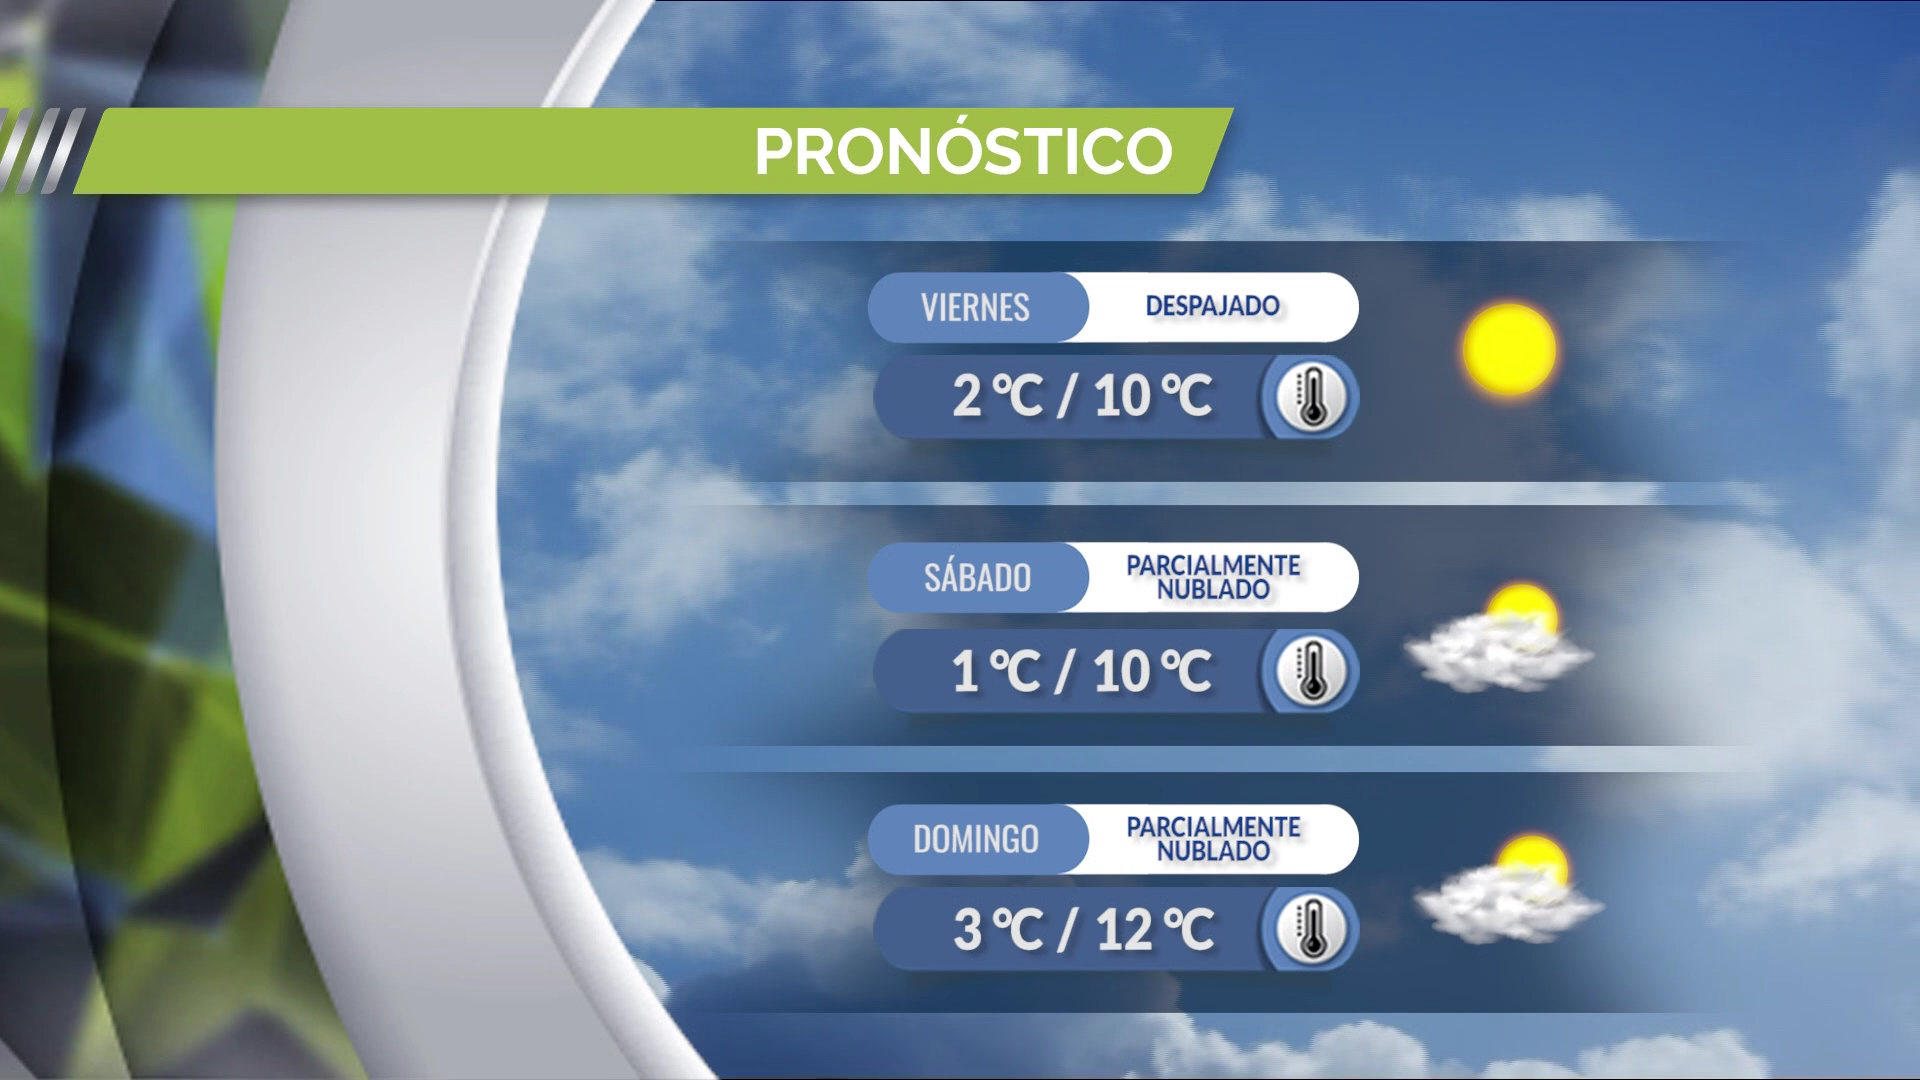 PRONÓSTICO
VIERNES
DESPAJADO
2 °C / 10 °C
SÁBADO
PARCIALMENTE
NUBLADO
1 °C / 10 °C
DOMINGO
PARCIALMENTE
NUBLADO
3 °C / 12 °C